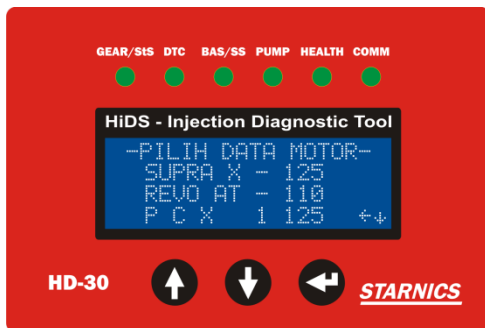 GEAR/StS DTC BAS/SS PUMP HEALTH COMM
HiDS - Injection Diagnostic Tool
-PILIH DATA MOTOR-
SUPRA X - 125
REVO AT - 110
P C X 1 125 ←↓
HD-30
STARNICS